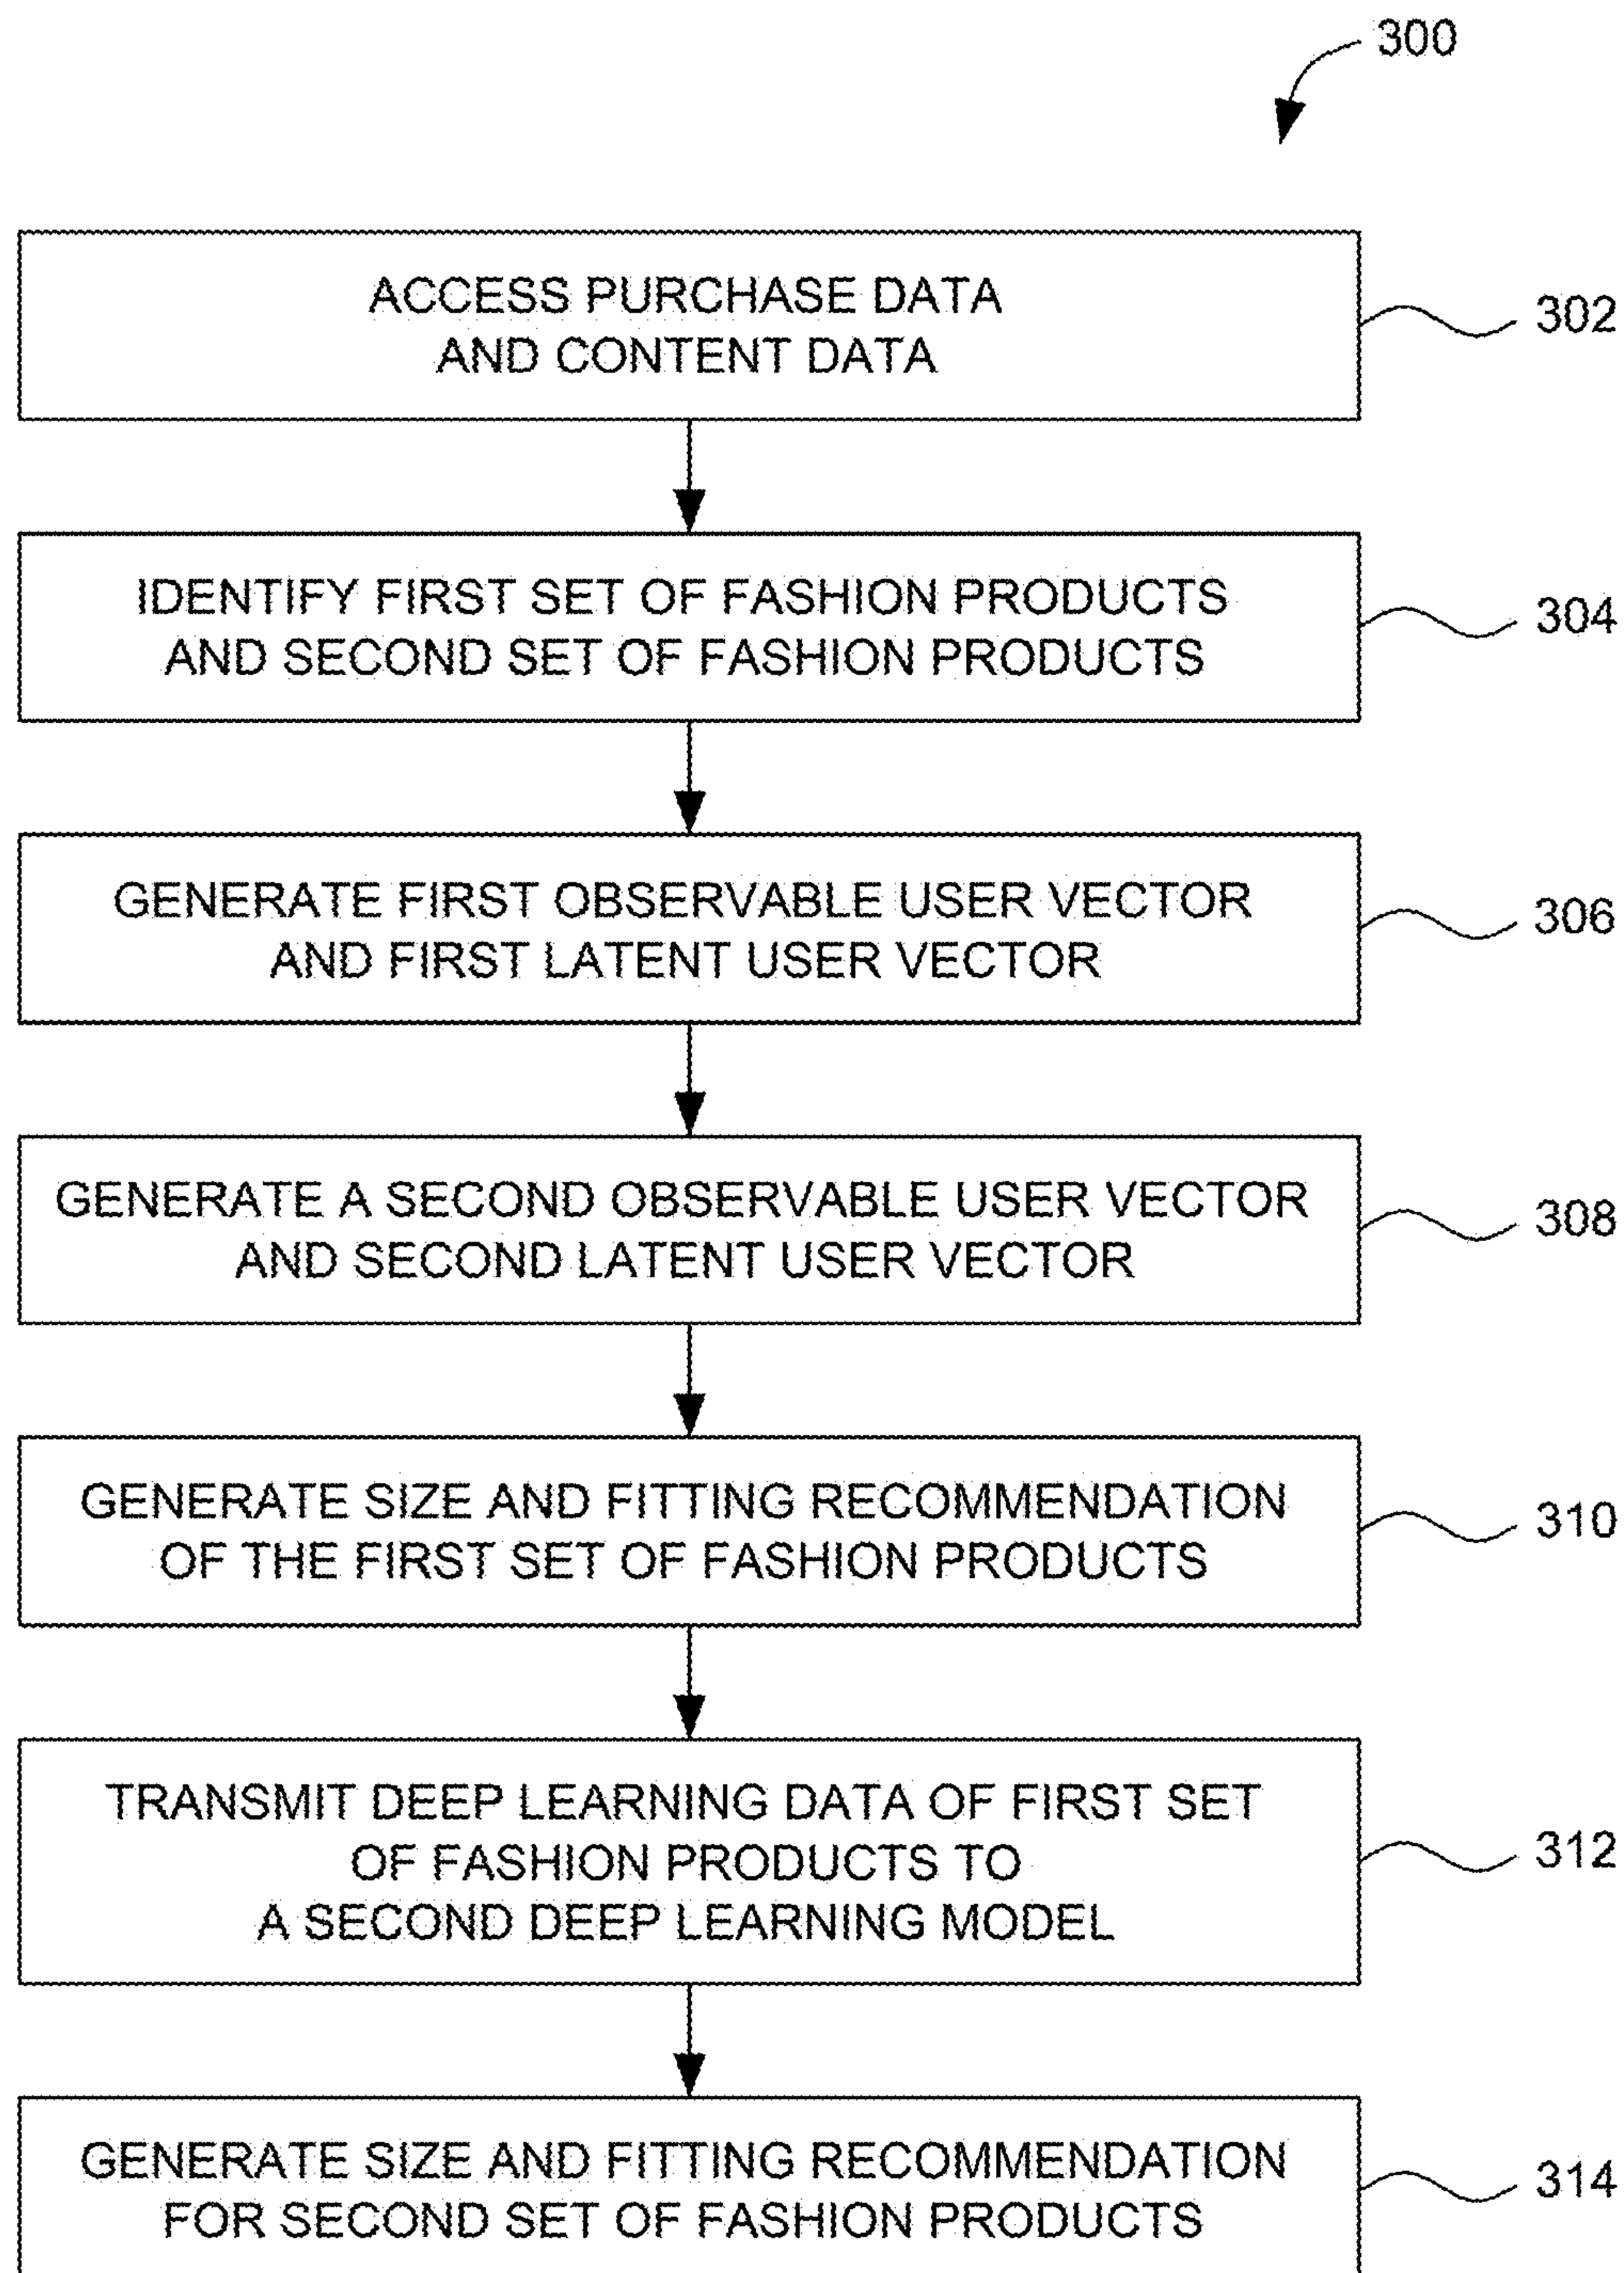 300
ACCESS PURCHASE DATA
AND CONTENT DATA
302
IDENTIFY FIRST SET OF FASHION PRODUCTS
AND SECOND SET OF FASHION PRODUCTS
304
GENERATE FIRST OBSERVABLE USER VECTOR
AND FIRST LATENT USER VECTOR
306
GENERATE A SECOND OBSERVABLE USER VECTOR
AND SECOND LATENT USER VECTOR
308
GENERATE SIZE AND FITTING RECOMMENDATION
OF THE FIRST SET OF FASHION PRODUCTS
310
TRANSMIT DEEP LEARNING DATA OF FIRST SET
OF FASHION PRODUCTS TO
A SECOND DEEP LEARNING MODEL
312
GENERATE SIZE AND FITTING RECOMMENDATION
FOR SECOND SET OF FASHION PRODUCTS
314